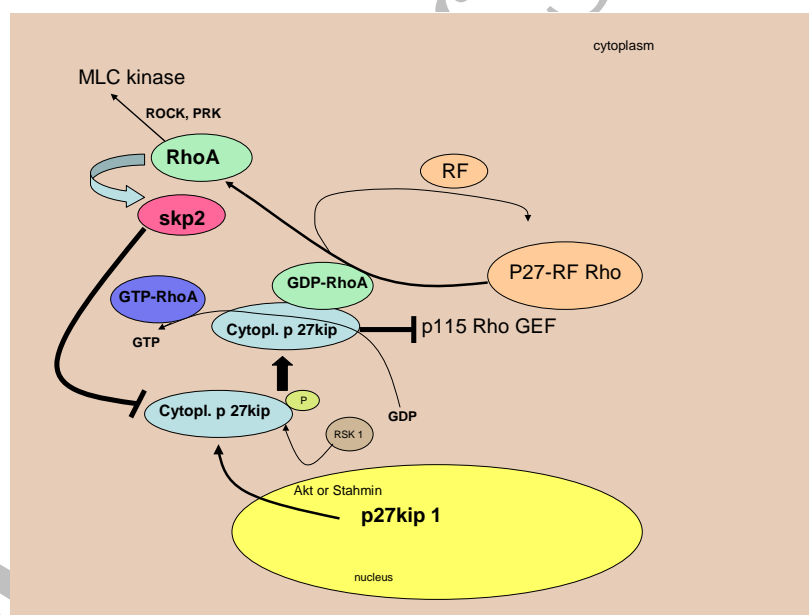 cytoplasm
MLC kinase
ROCK, PRK
RhoA
RF
skp2
P27-RF Rho
GDP-RhoA
GTP-RhoA
Cytopl. p 27kip
p115 Rho GEF
GTP
P
Cytopl. p 27kip
GDP
RSK 1
Akt or Stahmin
p27kip 1
nucleus